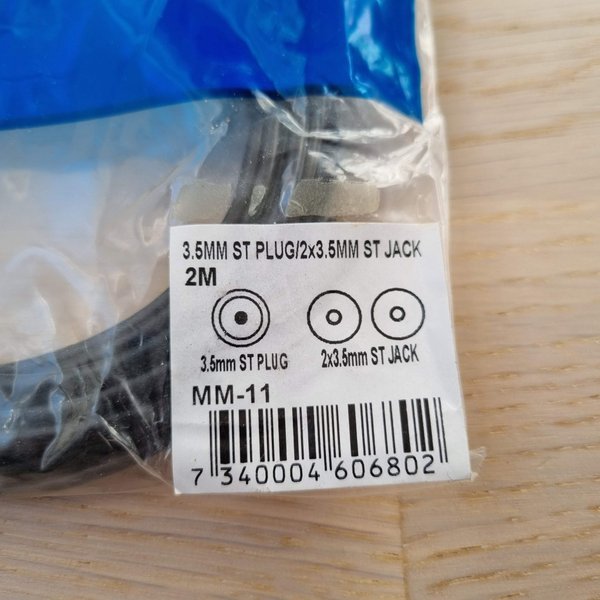 3.5MM ST PLUG/2x3.5MM ST JACK
2M
3.5mm ST PLUG 2x3.5mm ST JACK
MM-11
7 340004 606802